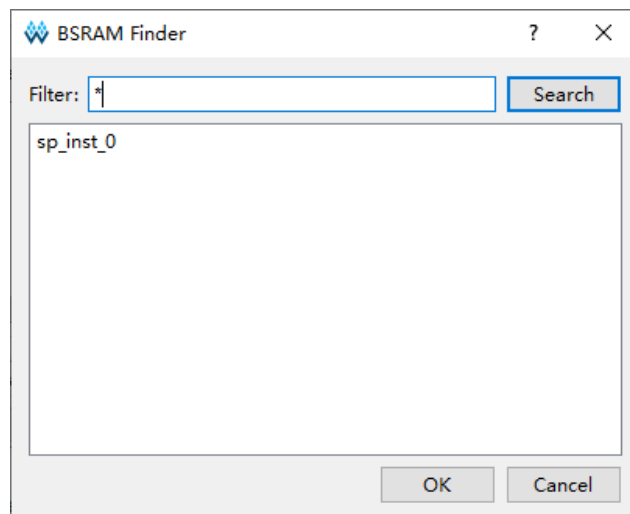 BSRAM Finder ? ×
Filter: * Search
sp_inst_0
OK Cancel